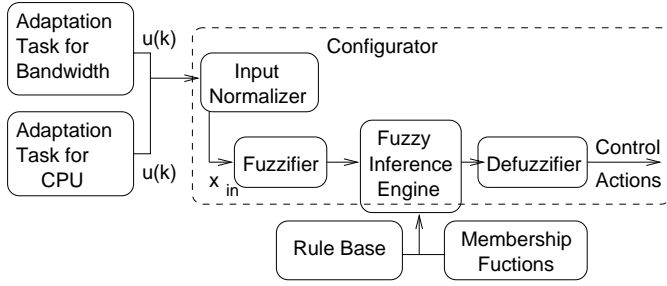 Adaptation
Task for
Bandwidth
u(k)
Adaptation
Task for
CPU
u(k)
Configurator
Input
Normalizer
x in
Fuzzifier
Fuzzy
Inference
Engine
Defuzzifier
Control
Actions
Rule Base
Membership
Fuctions